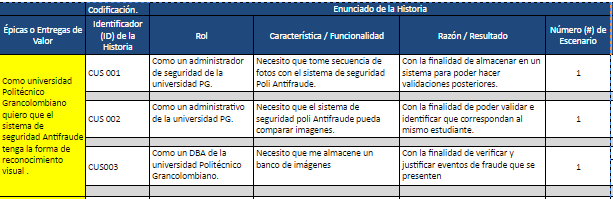 Codificación.
Enunciado de la Historia
Épicas o Entregas de
Valor
Identificador
(ID) de la
Historia
Rol
Característica / Funcionalidad
Razón / Resultado
Número (#) de
Escenario
Como universidad
Politécnico
Grancolombiano
quiero que el
sistema de
seguridad Antifraude
tenga la forma de
reconocimiento
visual .
CUS 001
Como un administrador
de seguridad de la
universidad PG.
Necesito que tome secuencia de
fotos con el sistema de seguridad
Poli Antifraude.
Con la finalidad de almacenar en un
sistema para poder hacer
validaciones posteriores.
1
CUS 002
Como un administrativo
de la universidad PG.
Necesito que el sistema de
seguridad poli Antifraude pueda
comparar imagenes.
Con la finalidad de poder validar e
identificar que correspondan al
mismo estudiante.
1
CUS003
Como un DBA de la
universidad Politécnico
Grancolombiano.
Necesito que me almacene un
banco de imágenes
Con la finalidad de verificar y
justificar eventos de fraude que se
presenten
1